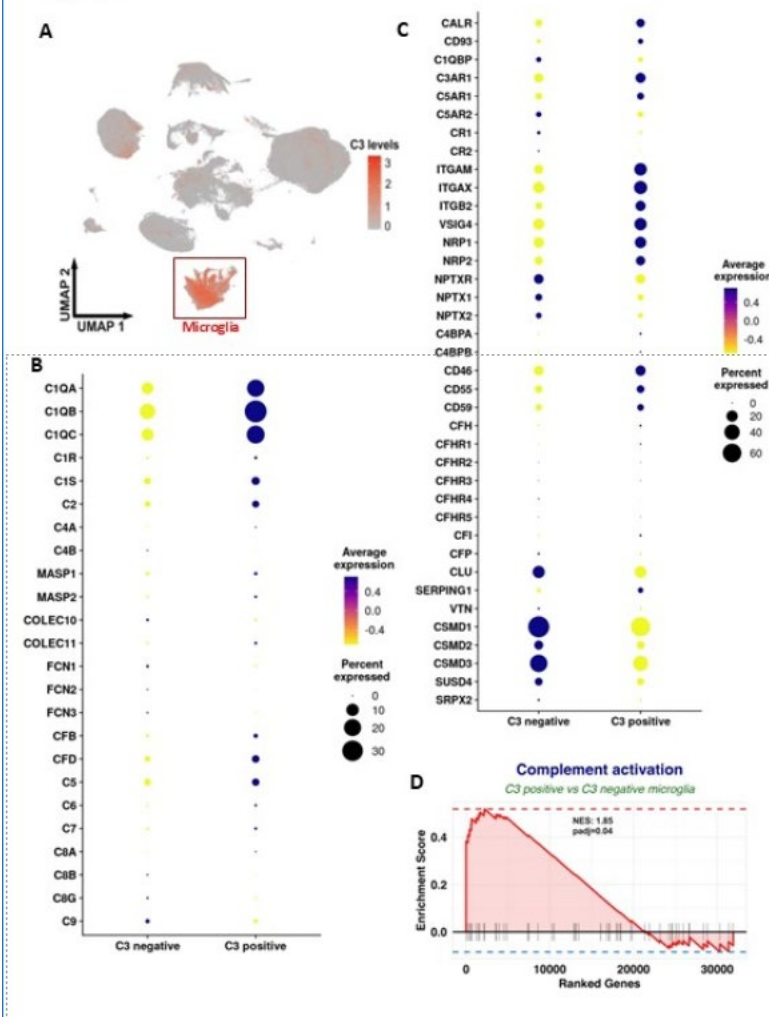 A
C3 levels
3
2
1
0
UMAP 2
UMAP 1
Microglia
B
C1QA
C1QB
C1QC
C1R
C1S
C2
C4A
C4B
MASP1
MASP2
COLEC10
COLEC11
FCN1
FCN2
FCN3
CFB
CFD
C5
C6
C7
C8A
C8B
C8G
C9
C3 negative
C3 positive
Average
expression
0.4
0.0
-0.4
Percent
expressed
0
10
20
30
C
CALR
CD93
C1QBP
C3AR1
C5AR1
C5AR2
CR1
CR2
ITGAM
ITGAX
ITGB2
VSIG4
NRP1
NRP2
NPTXR
NPTX1
NPTX2
C4BPA
C4BPB
CD46
CD55
CD59
CFH
CFHR1
CFHR2
CFHR3
CFHR4
CFHR5
CFI
CFP
CLU
SERPING1
VTN
CSMD1
CSMD2
CSMD3
SUSD4
SRPX2
C3 negative
C3 positive
Average
expression
0.4
0.0
-0.4
Percent
expressed
0
20
40
60
D
Complement activation
C3 positive vs C3 negative microglia
NES: 1.85
padj=0.04
Enrichment Score
0.4
0.2
0.0
0
10000
20000
30000
Ranked Genes